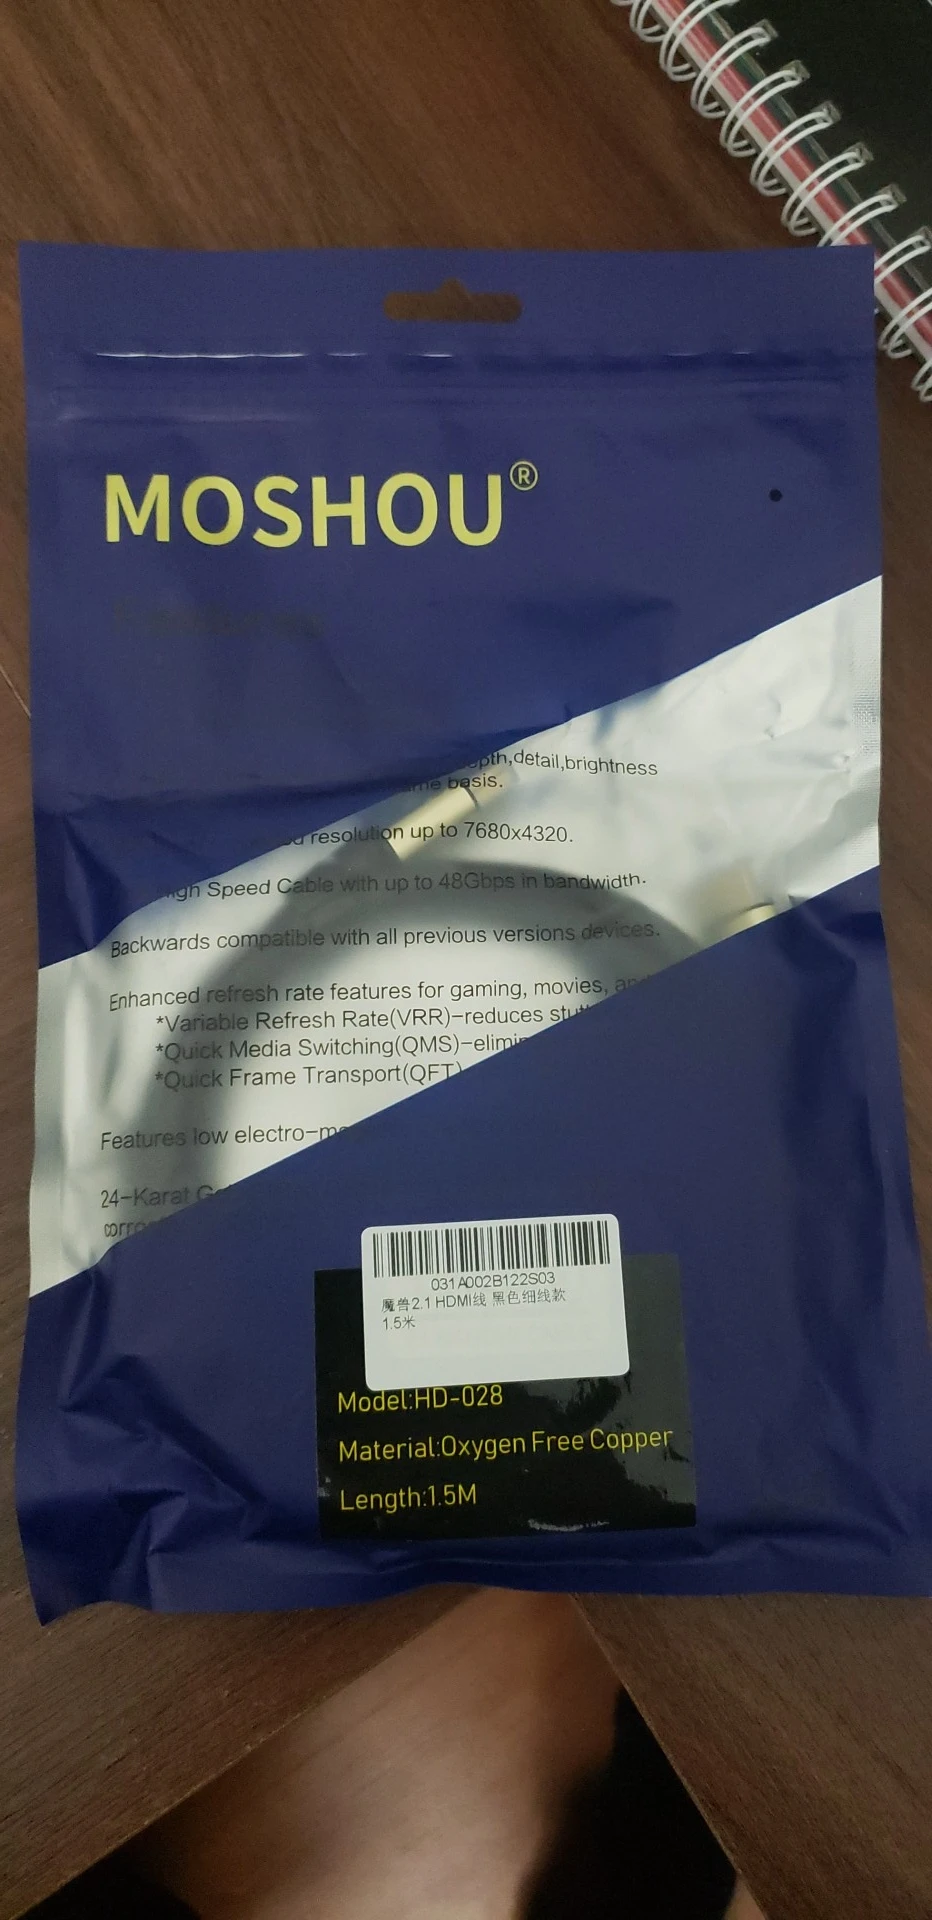 MOSHOU®
depth,detail,brightness
basis.
resolution up to 7680x4320.
High Speed Cable with up to 48Gbps in bandwidth.
Backwards compatible with all previous versions devices.
Enhanced refresh rate features for gaming, movies,
*Variable Refresh Rate(VRR)-reduces
*Quick Media Switching(QMS)-
*Quick Frame Transport(QFT)
Features low electro-
24-Karat
031A002B122S03
魔兽2.1 HDMI线 黑色细线款
1.5米
Model:HD-028
Material:Oxygen Free Copper
Length:1.5M